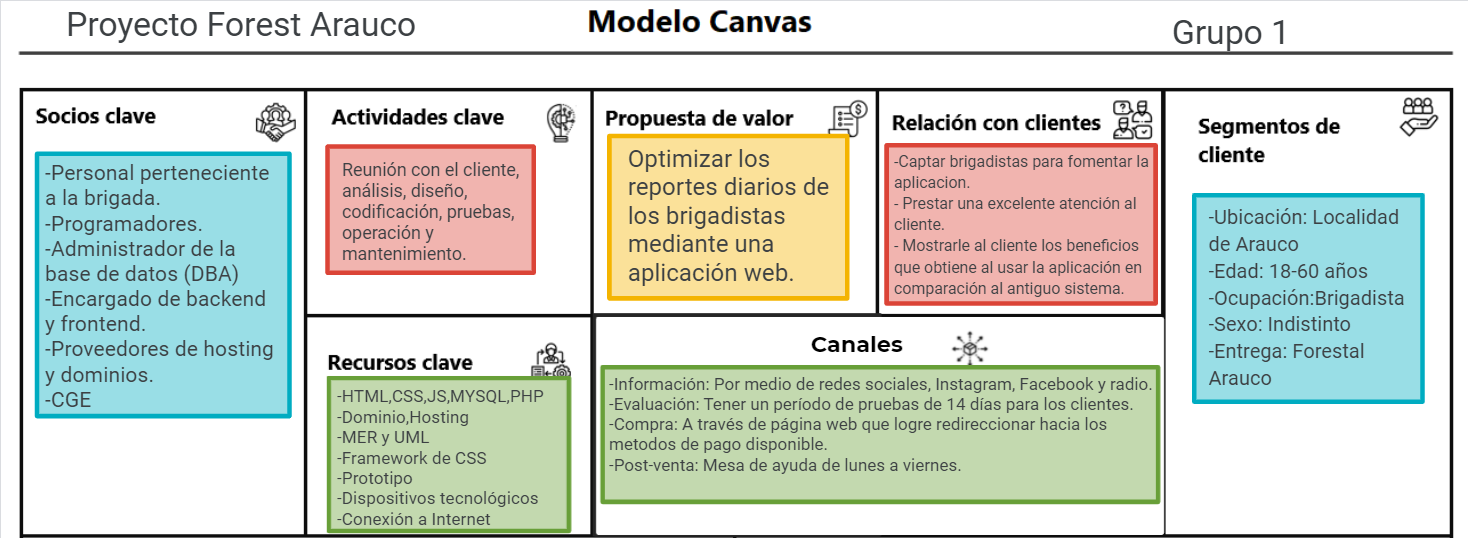 Proyecto Forest Arauco
Modelo Canvas
Grupo 1
Socios clave
-Personal perteneciente
a la brigada.
-Programadores.
-Administrador de la
base de datos (DBA)
-Encargado de backend
y frontend.
-Proveedores de hosting
y dominios.
-CGE
Actividades clave
Reunión con el cliente,
análisis, diseño,
codificación, pruebas,
operación y
mantenimiento.
Recursos clave
-HTML,CSS,JS,MYSQL,PHP
-Dominio,Hosting
-MER y UML
-Framework de CSS
-Prototipo
-Dispositivos tecnológicos
-Conexión a Internet
Propuesta de valor
Optimizar los
reportes diarios de
los brigadistas
mediante una
aplicación web.
Relación con clientes
-Captar brigadistas para fomentar la
aplicacion.
- Prestar una excelente atención al
cliente.
- Mostrarle al cliente los beneficios
que obtiene al usar la aplicación en
comparación al antiguo sistema.
Canales
-Información: Por medio de redes sociales, Instagram, Facebook y radio.
-Evaluación: Tener un período de pruebas de 14 días para los clientes.
-Compra: A través de página web que logre redireccionar hacia los
metodos de pago disponible.
-Post-venta: Mesa de ayuda de lunes a viernes.
Segmentos de
cliente
-Ubicación: Localidad
de Arauco
-Edad: 18-60 años
-Ocupación:Brigadista
-Sexo: Indistinto
-Entrega: Forestal
Arauco